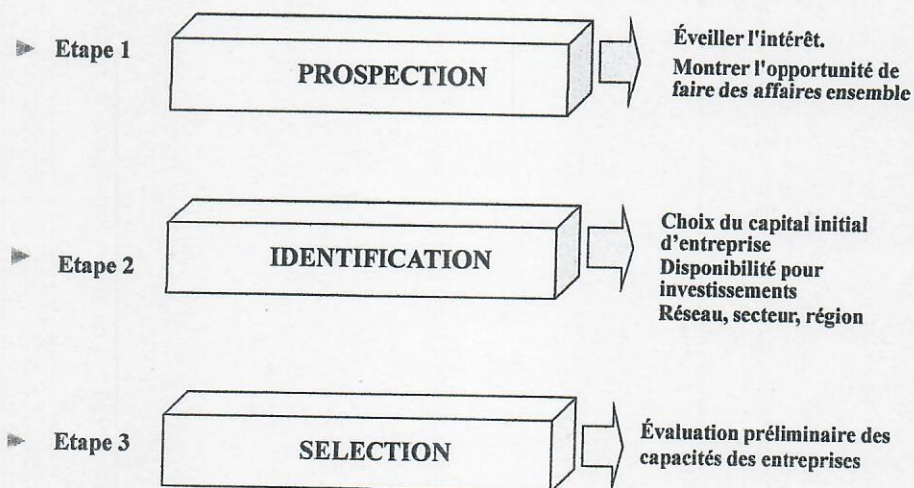 Etape 1
PROSPECTION
Éveiller l'intérêt.
Montrer l'opportunité de
faire des affaires ensemble
Etape 2
IDENTIFICATION
Choix du capital initial
d'entreprise
Disponibilité pour
investissements
Réseau, secteur, région
Etape 3
SELECTION
Évaluation préliminaire des
capacités des entreprises